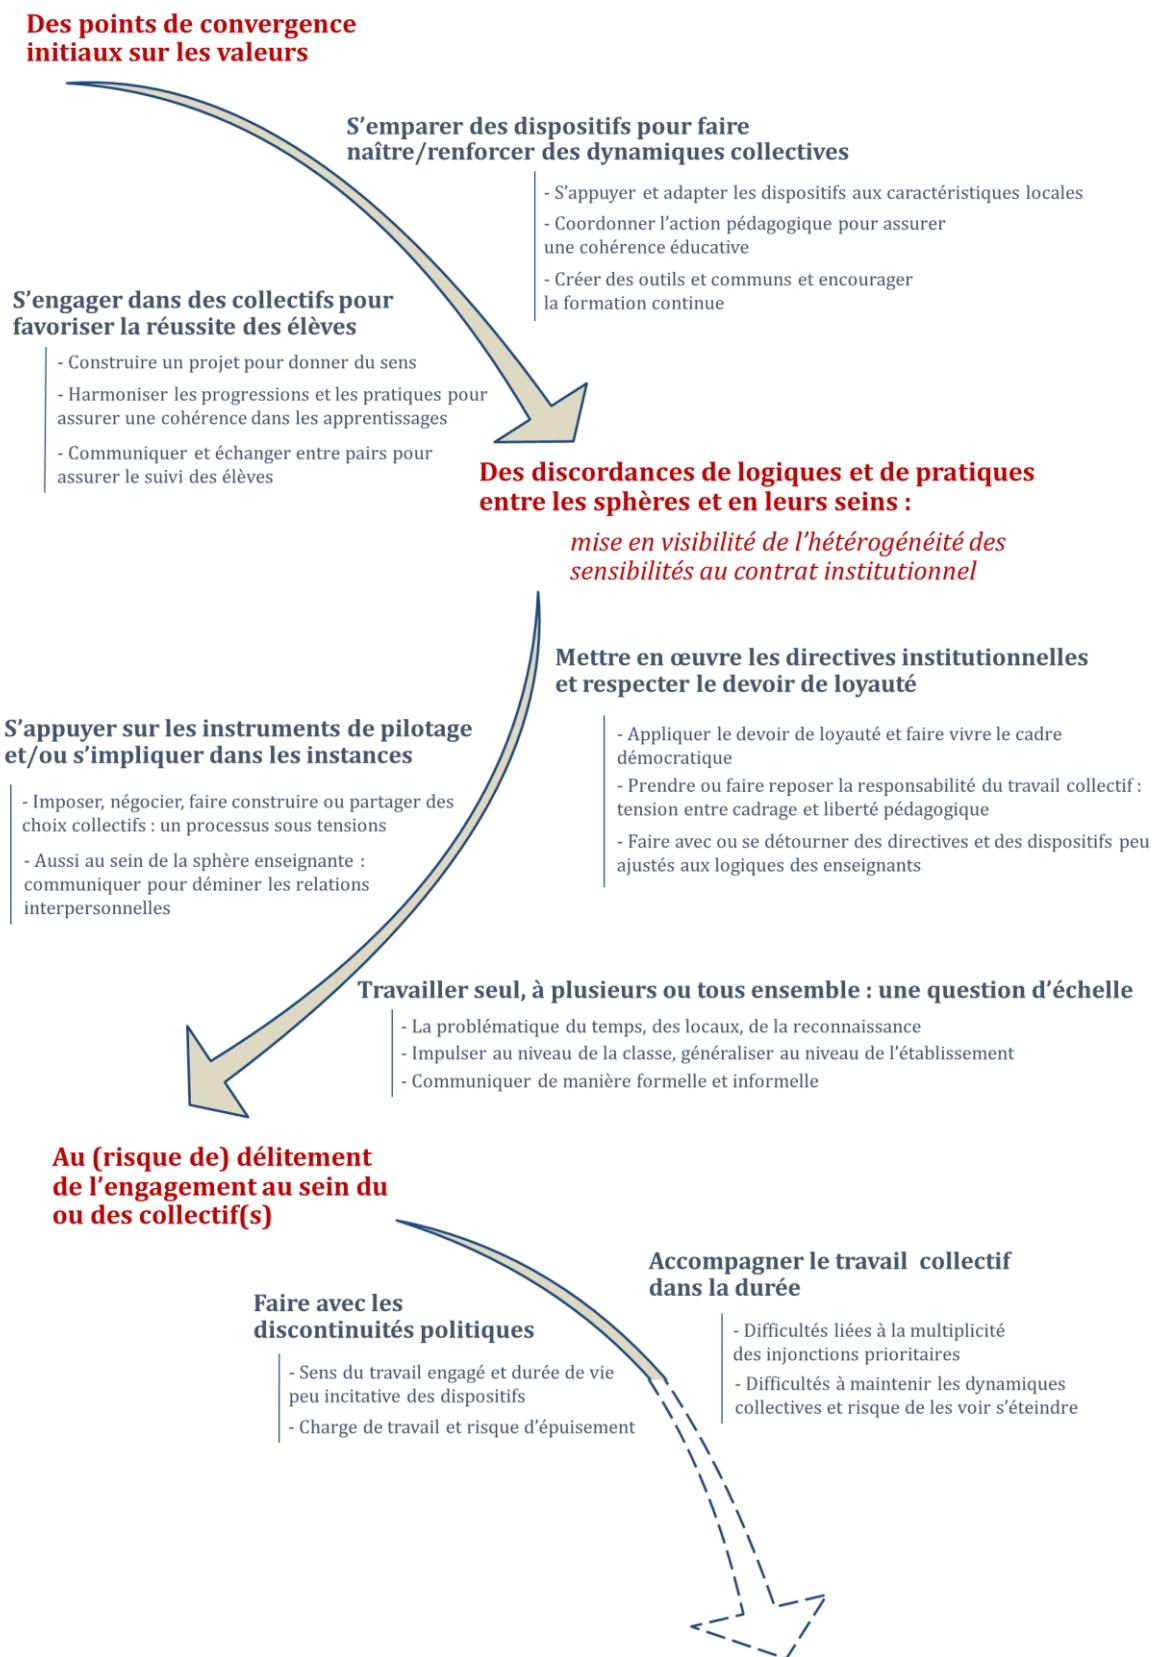 Des points de convergence
initiaux sur les valeurs
S’emparer des dispositifs pour faire
naître/renforcer des dynamiques collectives
- S’appuyer et adapter les dispositifs aux caractéristiques locales
- Coordonner l’action pédagogique pour assurer
une cohérence éducative
- Créer des outils et communs et encourager
la formation continue
S’engager dans des collectifs pour
favoriser la réussite des élèves
- Construire un projet pour donner du sens
- Harmoniser les progressions et les pratiques pour
assurer une cohérence dans les apprentissages
- Communiquer et échanger entre pairs pour
assurer le suivi des élèves
Des discordances de logiques et de pratiques
entre les sphères et en leurs seins :
mise en visibilité de l’hétérogénéité des
sensibilités au contrat institutionnel
Mettre en œuvre les directives institutionnelles
et respecter le devoir de loyauté
- Appliquer le devoir de loyauté et faire vivre le cadre
démocratique
- Prendre ou faire reposer la responsabilité du travail collectif :
tension entre cadrage et liberté pédagogique
- Faire avec ou se détourner des directives et des dispositifs peu
ajustés aux logiques des enseignants
S’appuyer sur les instruments de pilotage
et/ou s’impliquer dans les instances
- Imposer, négocier, faire construire ou partager des
choix collectifs : un processus sous tensions
- Aussi au sein de la sphère enseignante :
communiquer pour déminer les relations
interpersonnelles
Travailler seul, à plusieurs ou tous ensemble : une question d’échelle
- La problématique du temps, des locaux, de la reconnaissance
- Impulser au niveau de la classe, généraliser au niveau de l’établissement
- Communiquer de manière formelle et informelle
Au (risque de) délitement
de l’engagement au sein du
ou des collectif(s)
Accompagner le travail collectif
dans la durée
- Difficultés liées à la multiplicité
des injonctions prioritaires
- Difficultés à maintenir les dynamiques
collectives et risque de les voir s’éteindre
Faire avec les
discontinuités politiques
- Sens du travail engagé et durée de vie
peu incitative des dispositifs
- Charge de travail et risque d’épuisement